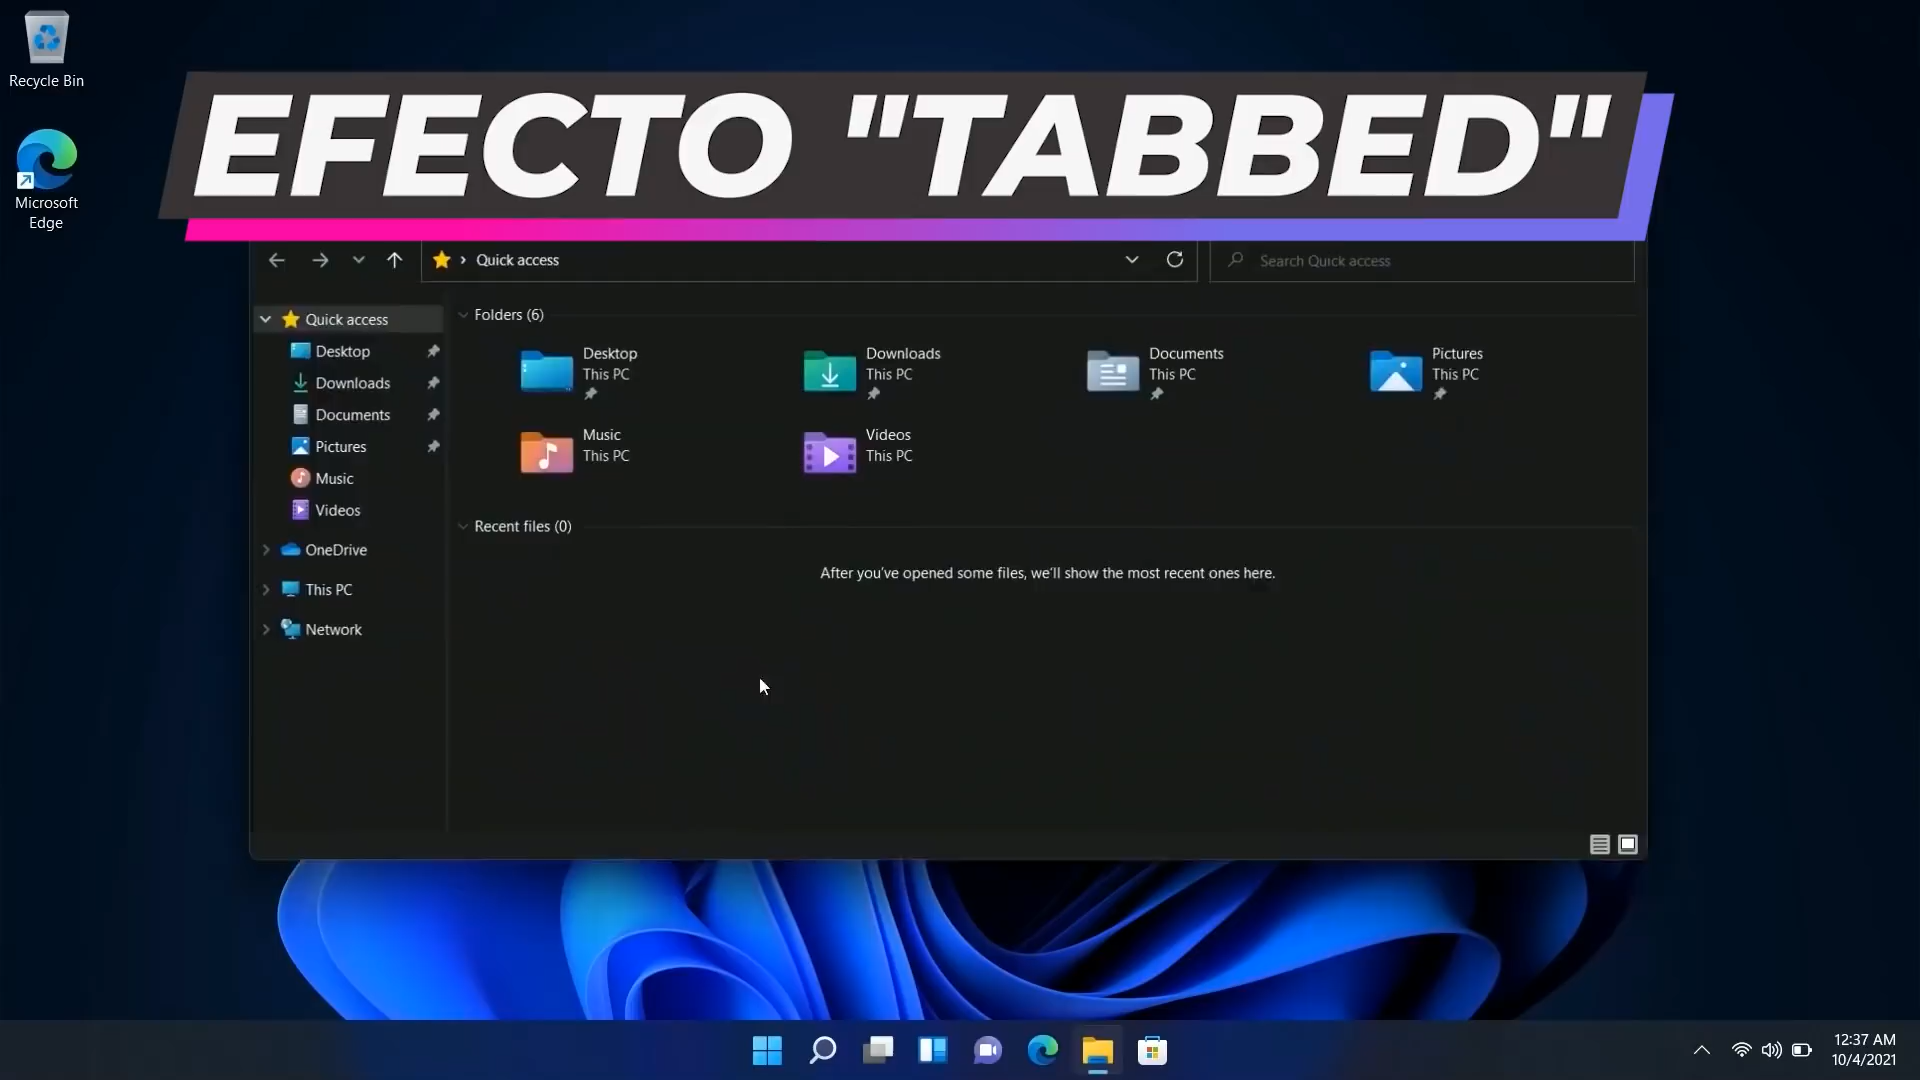 Recycle Bin
Microsoft
Edge
EFECTO "TABBED"
Quick access
Search Quick access
Quick access
Desktop
Downloads
Documents
Pictures
Music
Videos
OneDrive
This PC
Network
Folders (6)
Desktop
This PC
Downloads
This PC
Documents
This PC
Pictures
This PC
Music
This PC
Videos
This PC
Recent files (0)
After you've opened some files, we'll show the most recent ones here.
12:37 AM
10/4/2021